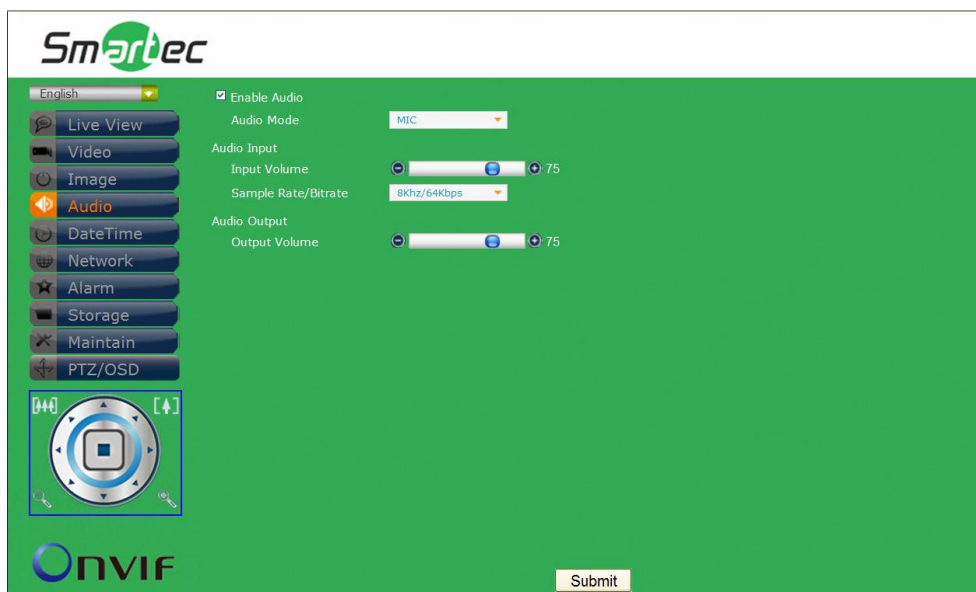 Smartec
English
Enable Audio
Audio Mode MIC
Audio Input
Input Volume 75
Sample Rate/Bitrate 8Khz/64Kbps
Audio Output
Output Volume 75
Live View
Video
Image
Audio
DateTime
Network
Alarm
Storage
Maintain
PTZ/OSD
Onvif
Submit